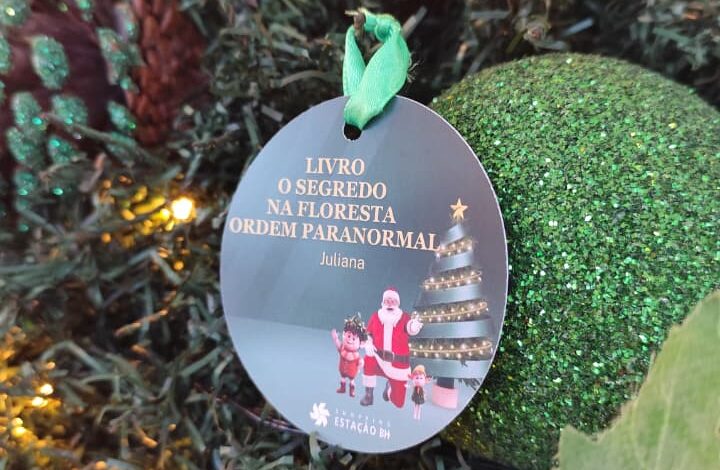 LIVRO
O SEGREDO
NA FLORESTA
ORDEM PARANORMAL
Juliana
SHOPPING
ESTAÇÃO BH